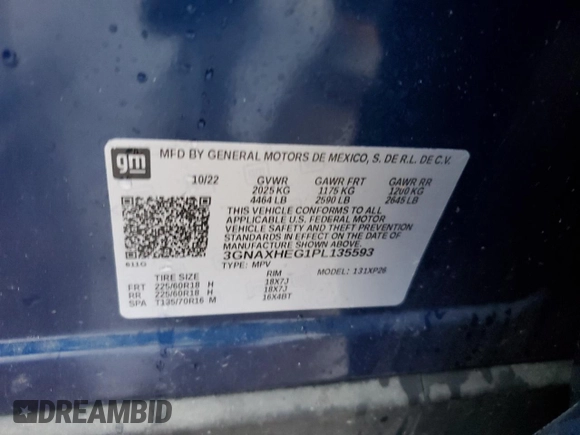 gm
MFD BY GENERAL MOTORS DE MEXICO, S. DE R.L. DE C.V.
10/22 GVWR GAWR FRT GAWR RR
2025 KG 1175 KG 1200 KG
4464 LB 2590 LB 2645 LB
THIS VEHICLE CONFORMS TO ALL
APPLICABLE U.S. FEDERAL MOTOR
VEHICLE SAFETY, BUMPER, AND THEFT
PREVENTION STANDARDS IN EFFECT
ON THE DATE OF
MANUFACTURE SHOWN ABOVE.
3GNAXHEG1PL135593
611G TYPE: MPV MODEL: 131XP26
TIRE SIZE RIM
FRT 225/60R18 H 18X7J
RR 225/60R18 H 18X7J
SPA T135/70R16 M 16X4BT
DREAMBID